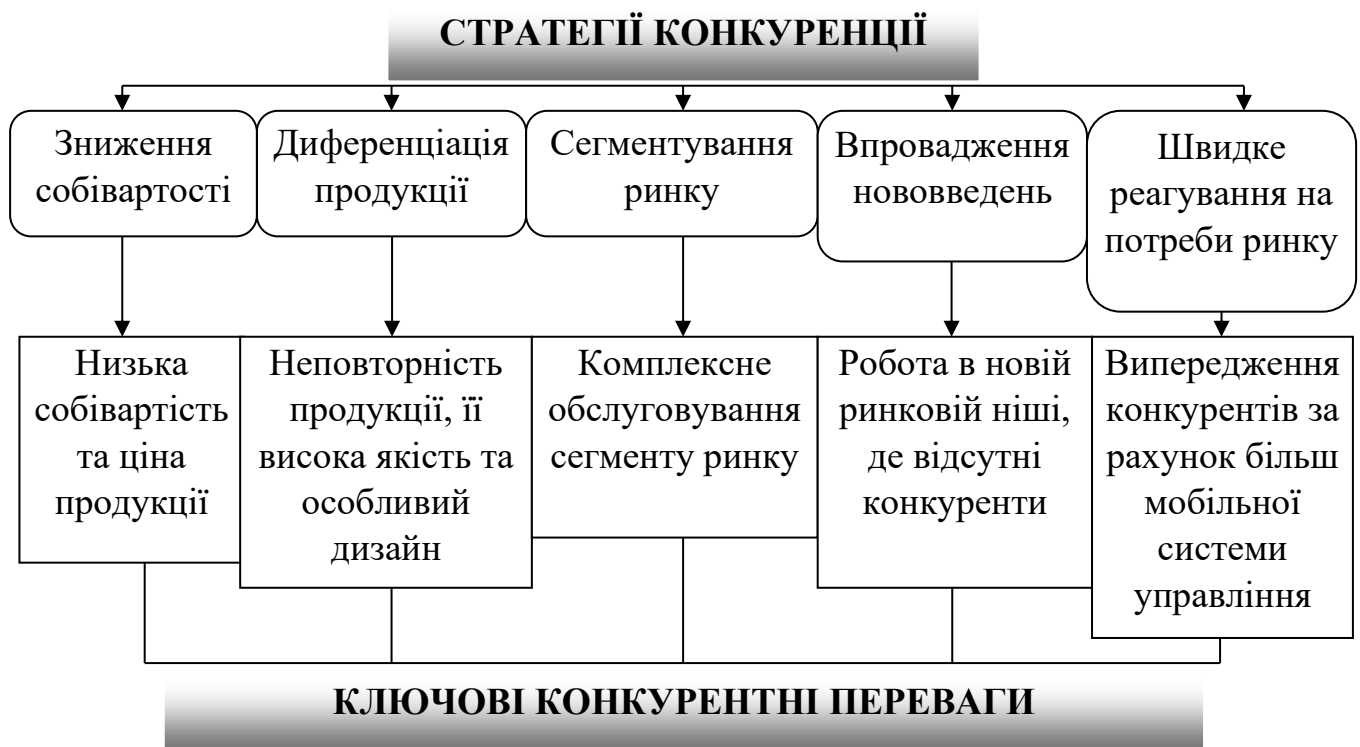 СТРАТЕГІЇ КОНКУРЕНЦІЇ
Зниження
собівартості
Диференціація
продукції
Сегментування
ринку
Впровадження
нововведень
Швидке
реагування на
потреби ринку
Низька
собівартість
та ціна
продукції
Неповторність
продукції, її
висока якість та
особливий
дизайн
Комплексне
обслуговування
сегменту ринку
Робота в новій
ринковій ніші,
де відсутні
конкуренти
Випередження
конкурентів за
рахунок більш
мобільної
системи
управління
КЛЮЧОВІ КОНКУРЕНТНІ ПЕРЕВАГИ